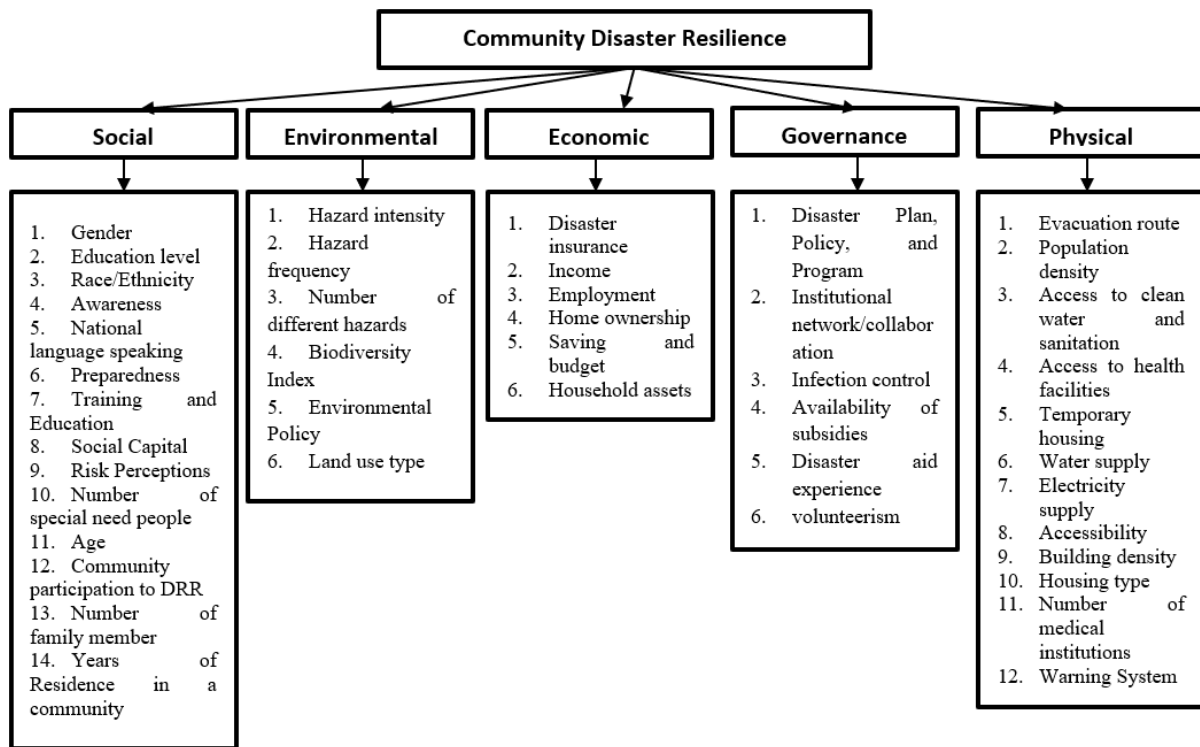 Community Disaster Resilience
Social
1. Gender
2. Education level
3. Race/Ethnicity
4. Awareness
5. National
language speaking
6. Preparedness
7. Training and
Education
8. Social Capital
9. Risk Perceptions
10. Number of
special need people
11. Age
12. Community
participation to DRR
13. Number of
family member
14. Years of
Residence in a
community
Environmental
1. Hazard intensity
2. Hazard
frequency
3. Number of
different hazards
4. Biodiversity
Index
5. Environmental
Policy
6. Land use type
Economic
1. Disaster
insurance
2. Income
3. Employment
4. Home ownership
5. Saving and
budget
6. Household assets
Governance
1. Disaster Plan,
Policy, and
Program
2. Institutional
network/collabor
ation
3. Infection control
4. Availability of
subsidies
5. Disaster aid
experience
6. volunteerism
Physical
1. Evacuation route
2. Population
density
3. Access to clean
water and
sanitation
4. Access to health
facilities
5. Temporary
housing
6. Water supply
7. Electricity
supply
8. Accessibility
9. Building density
10. Housing type
11. Number of
medical
institutions
12. Warning System